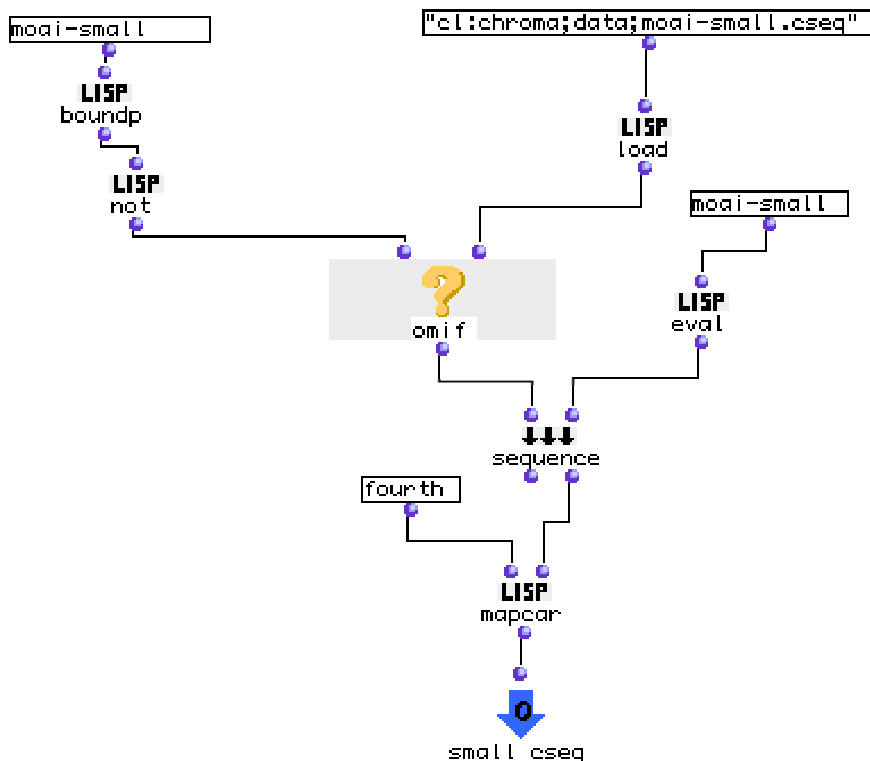 moai-small
"cl:chroma;data;moai-small.cseq"
LISP
boundp
LISP
load
LISP
not
moai-small
?
omif
LISP
eval
sequence
fourth
LISP
mapcar
0
small cseq